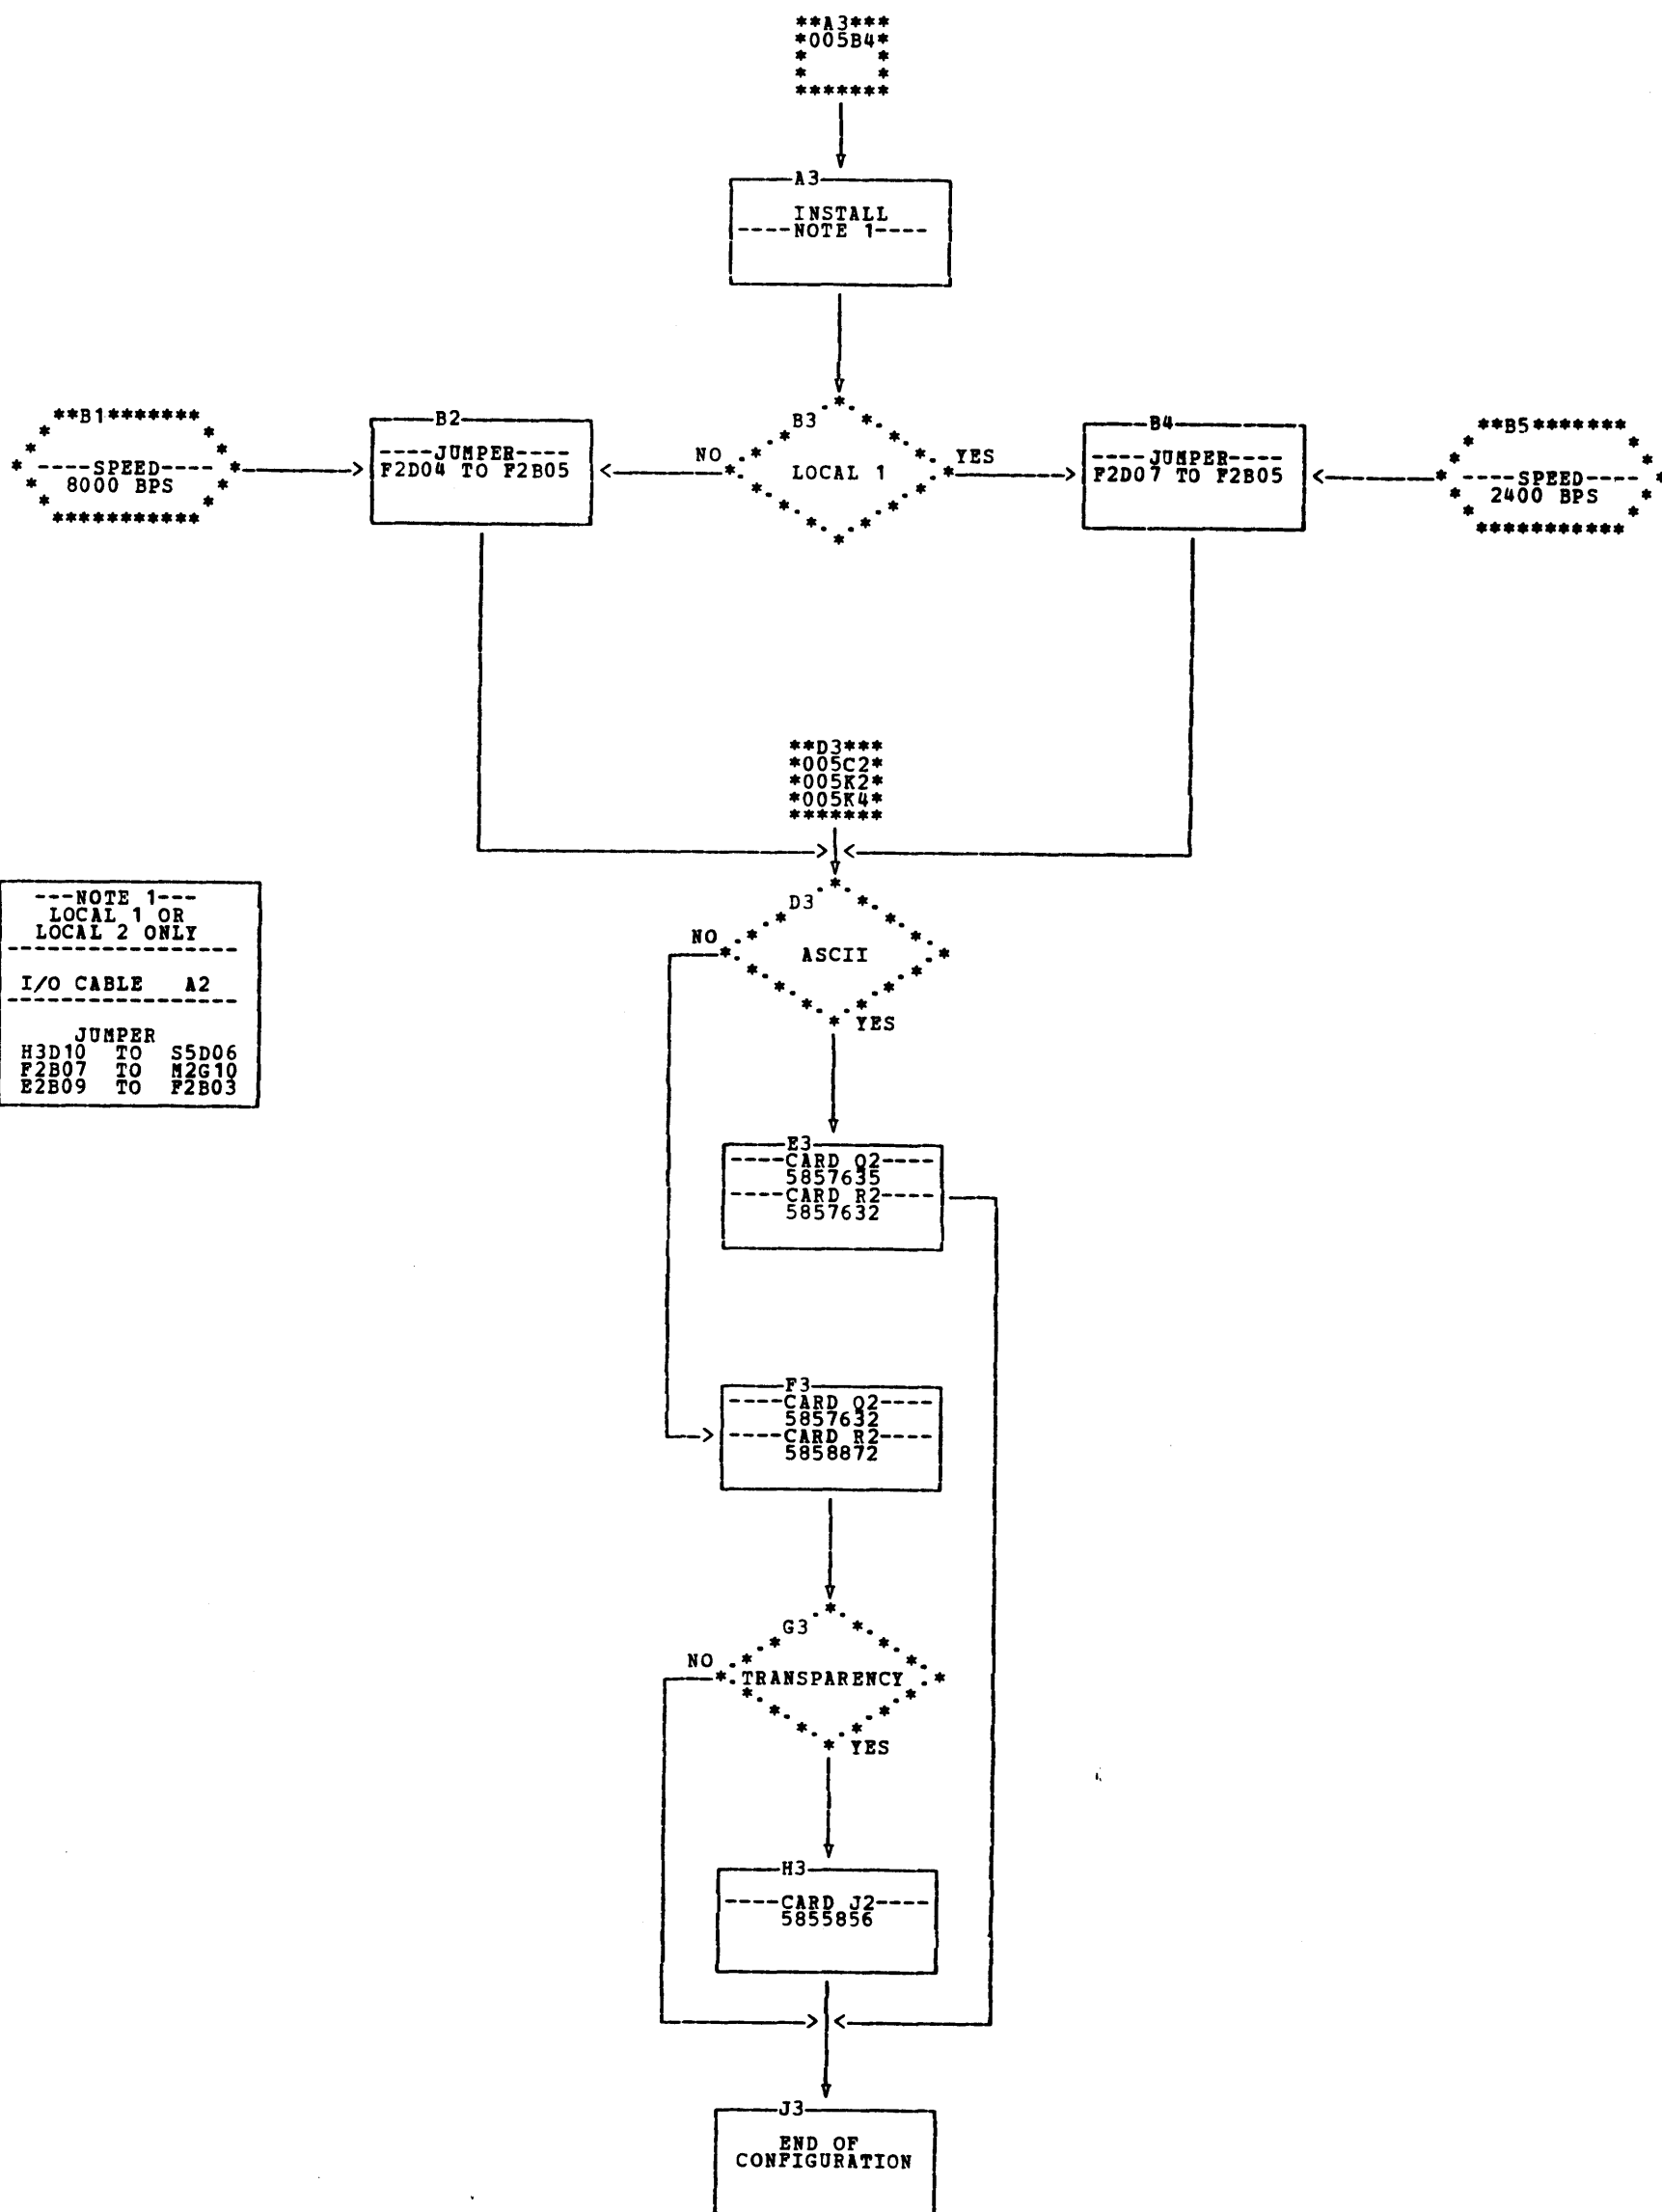 **A3***
*005B4*
*     *
*     *
*******
A3
INSTALL
----NOTE 1----
**B1*******
----SPEED----
8000 BPS
***********
B2
----JUMPER----
F2D04 TO F2B05
NO
B3
LOCAL 1
YES
B4
----JUMPER----
F2D07 TO F2B05
**B5*******
----SPEED----
2400 BPS
***********
**D3***
*005C2*
*005K2*
*005K4*
*******
---NOTE 1---
LOCAL 1 OR
LOCAL 2 ONLY
-----------------
I/O CABLE A2
-----------------
JUMPER
H3D10 TO S5D06
F2B07 TO M2G10
E2B09 TO F2B03
D3
NO
ASCII
YES
E3
----CARD Q2----
5857635
----CARD R2----
5857632
F3
----CARD Q2----
5857632
----CARD R2----
5858872
G3
NO
TRANSPARENCY
YES
H3
----CARD J2----
5855856
J3
END OF
CONFIGURATION